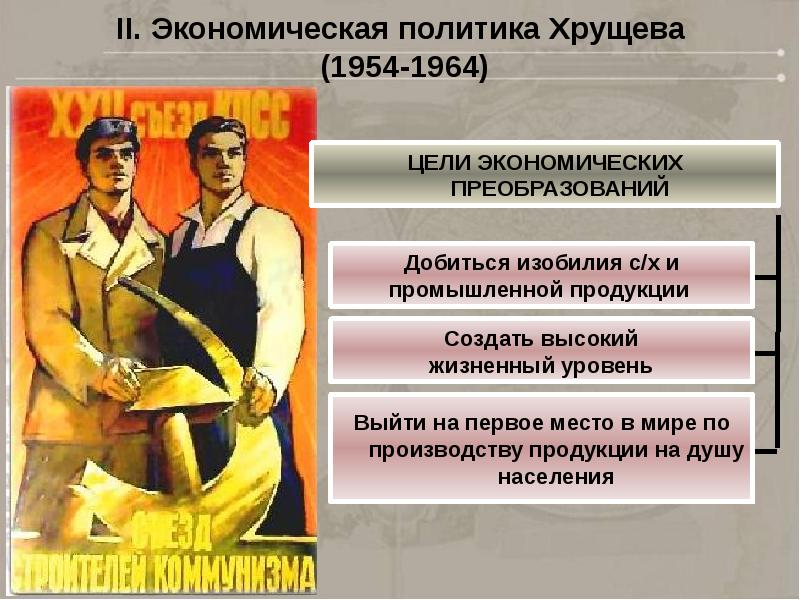 II. Экономическая политика Хрущева
(1954-1964)
XXII СЪЕЗД КПСС
ЦЕЛИ ЭКОНОМИЧЕСКИХ
ПРЕОБРАЗОВАНИЙ
Добиться изобилия с/х и
промышленной продукции
Создать высокий
жизненный уровень
Выйти на первое место в мире по
производству продукции на душу
населения
СЪЕЗД
СТРОИТЕЛЕЙ КОММУНИЗМА